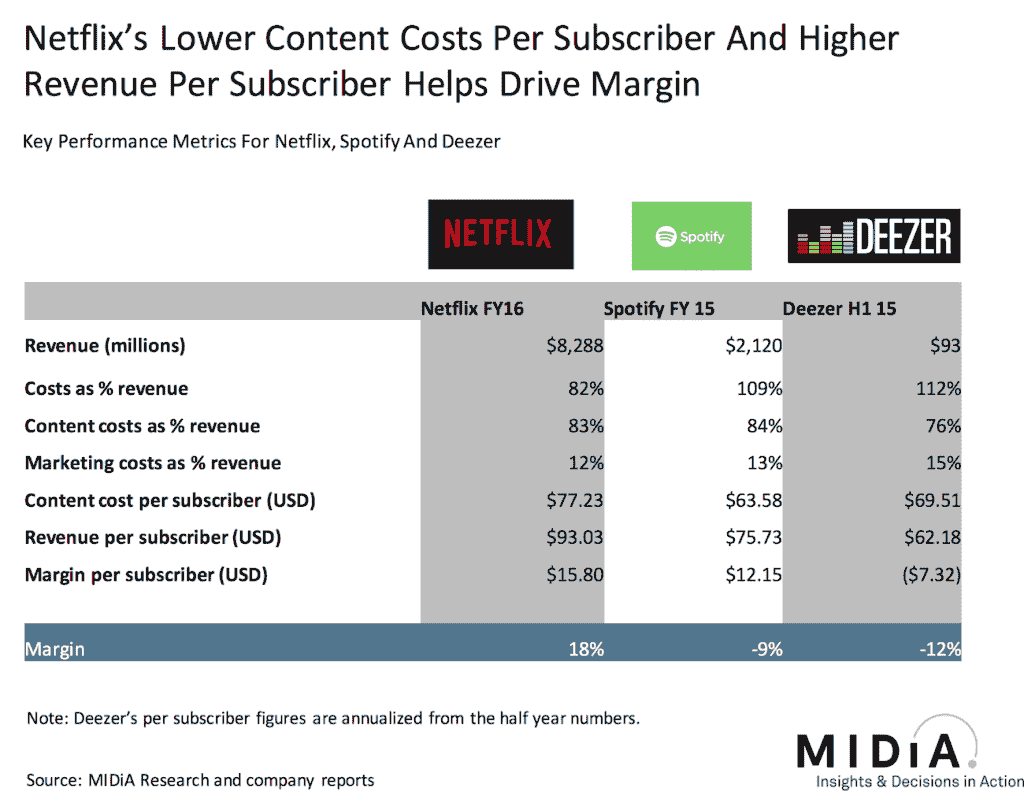 Netflix's Lower Content Costs Per Subscriber And Higher
Revenue Per Subscriber Helps Drive Margin
Key Performance Metrics For Netflix, Spotify And Deezer
NETFLIX Spotify DEEZER
Netflix FY16 Spotify FY 15 Deezer H1 15
Revenue (millions) $8,288 $2,120 $93
Costs as % revenue 82% 109% 112%
Content costs as % revenue 83% 84% 76%
Marketing costs as % revenue 12% 13% 15%
Content cost per subscriber (USD) $77.23 $63.58 $69.51
Revenue per subscriber (USD) $93.03 $75.73 $62.18
Margin per subscriber (USD) $15.80 $12.15 ($7.32)
Margin 18% -9% -12%
Note: Deezer's per subscriber figures are annualized from the half year numbers.
MIDiA.
Insights & Decisions in Action
Source: MIDiA Research and company reports